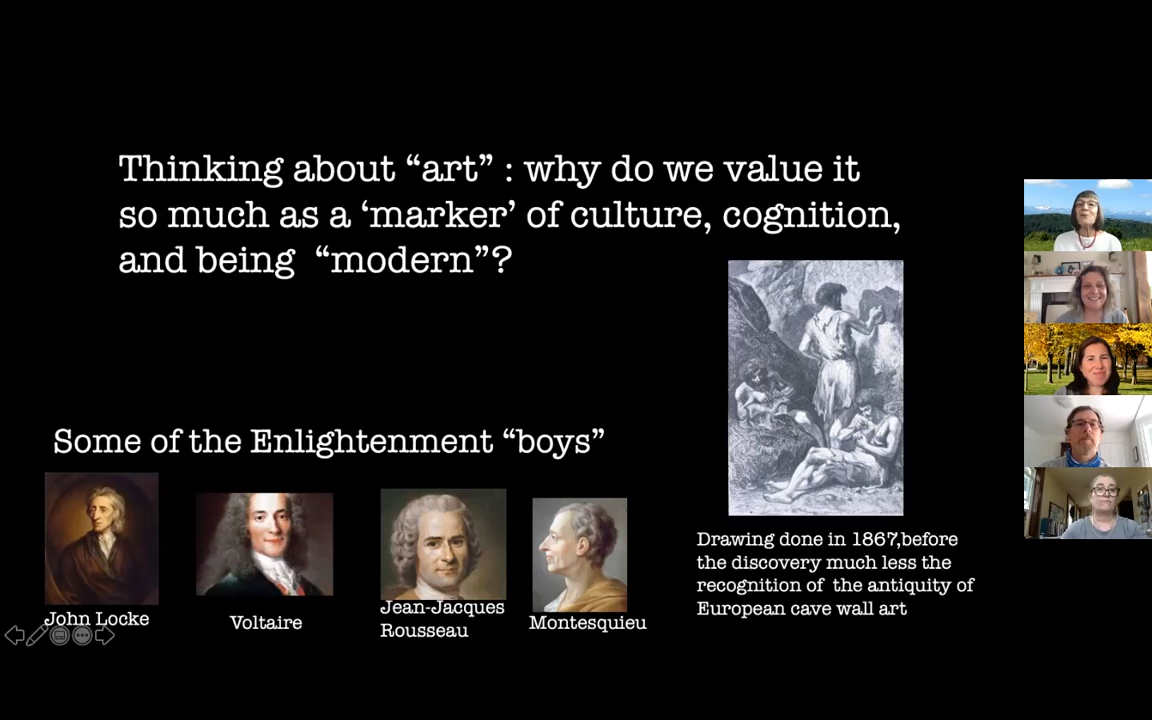 Thinking about “art” : why do we value it
so much as a ‘marker’ of culture, cognition,
and being “modern”?
Some of the Enlightenment “boys”
John Locke
Voltaire
Jean-Jacques
Rousseau
Montesquieu
Drawing done in 1867,before
the discovery much less the
recognition of the antiquity of
European cave wall art